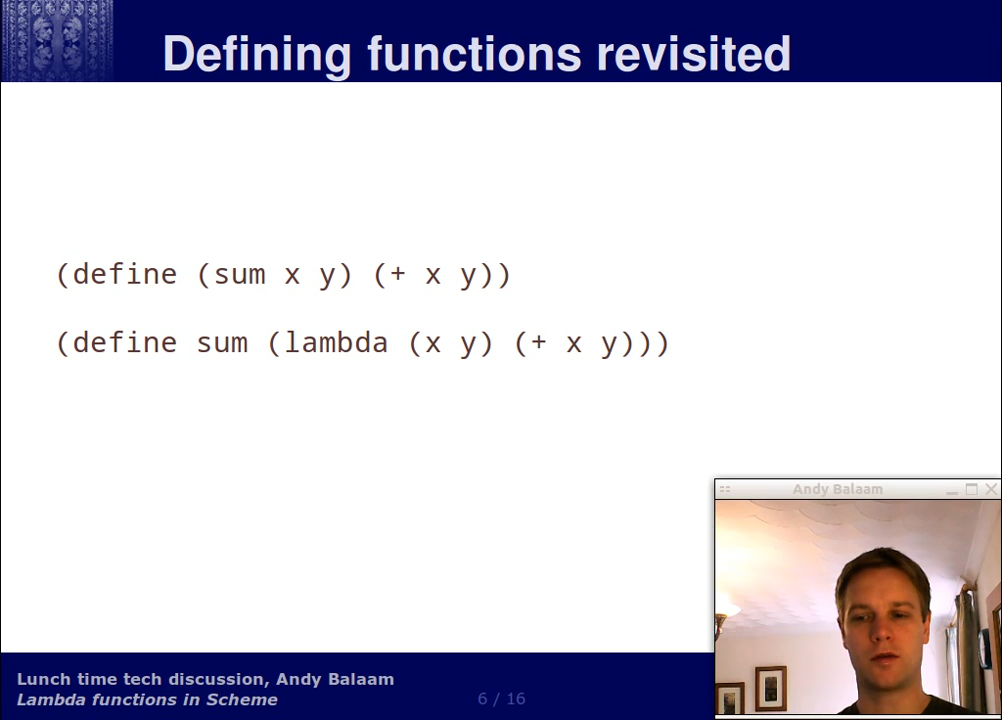 Defining functions revisited
(define (sum x y) (+ x y))
(define sum (lambda (x y) (+ x y)))
Andy Balaam
Lunch time tech discussion, Andy Balaam
Lambda functions in Scheme
6 / 16